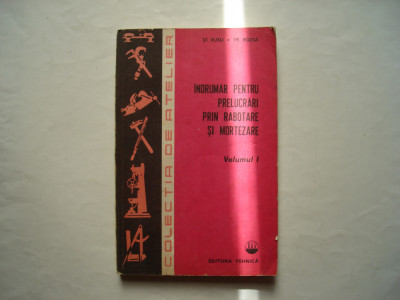 COLECȚIA DE ATELIER
ÎNDRUMAR PENTRU
PRELUCRĂRI
PRIN RABOTARE
ȘI MORTEZARE
Volumul I
EDITURA TEHNICĂ